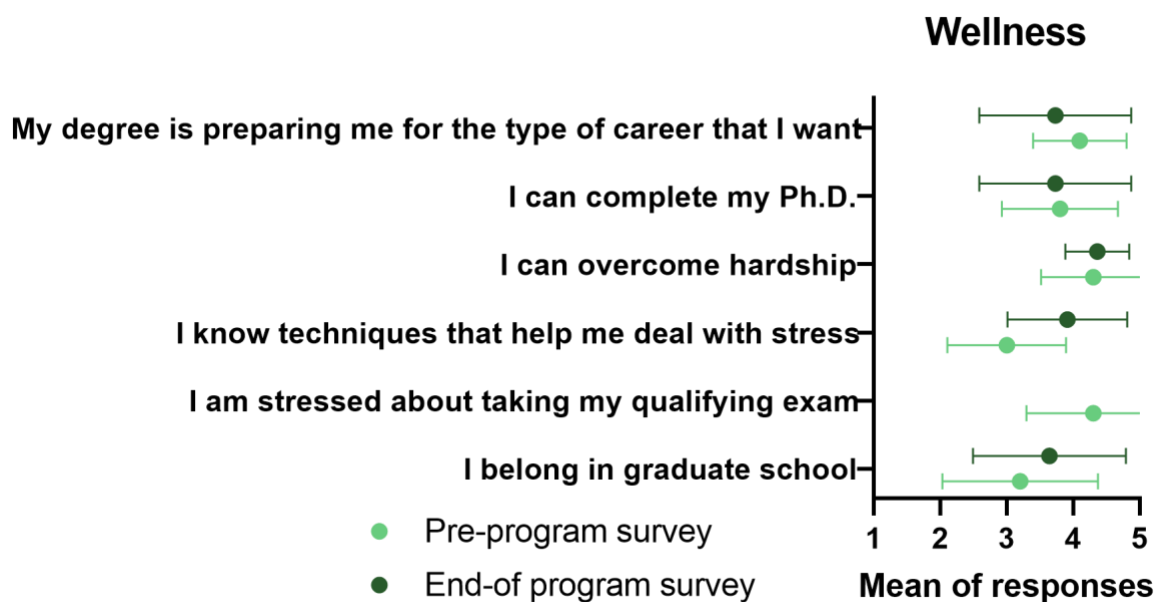 Wellness
My degree is preparing me for the type of career that I want
I can complete my Ph.D.
I can overcome hardship
I know techniques that help me deal with stress
I am stressed about taking my qualifying exam
I belong in graduate school
1 2 3 4 5
Mean of responses
Pre-program survey
End-of program survey